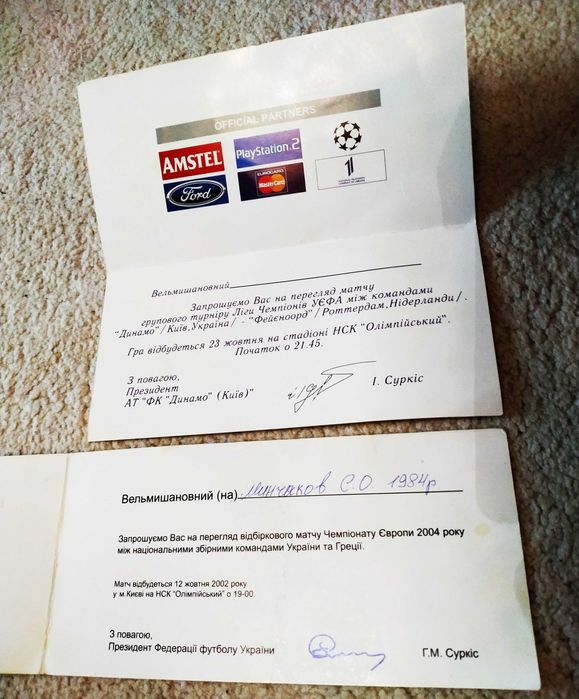 OFFICIAL PARTNERS
AMSTEL
PlayStation.2
Ford
EUROCARD
MasterCard
Вельмишановний
Запрошуємо Вас на перегляд матчу
групового турніру Ліги Чемпіонів УЄФА між командами
"Динамо"/Київ,Україна/ . "Фейєноорд"/Роттердам,Нідерланди/ .
Гра відбудеться 23 жовтня на стадіоні НСК "Олімпійський".
Початок о 21.45.
З повагою,
Президент
АТ "ФК "Динамо" (Київ)"
І. Суркіс
Вельмишановний (на) Минчаков С.О. 1984р
Запрошуємо Вас на перегляд відбіркового матчу Чемпіонату Європи 2004 року
між національними збірними командами України та Греції.
Матч відбудеться 12 жовтня 2002 року
у м.Києві на НСК "Олімпійський" о 19-00.
З повагою,
Президент Федерації футболу України
Г.М. Суркіс